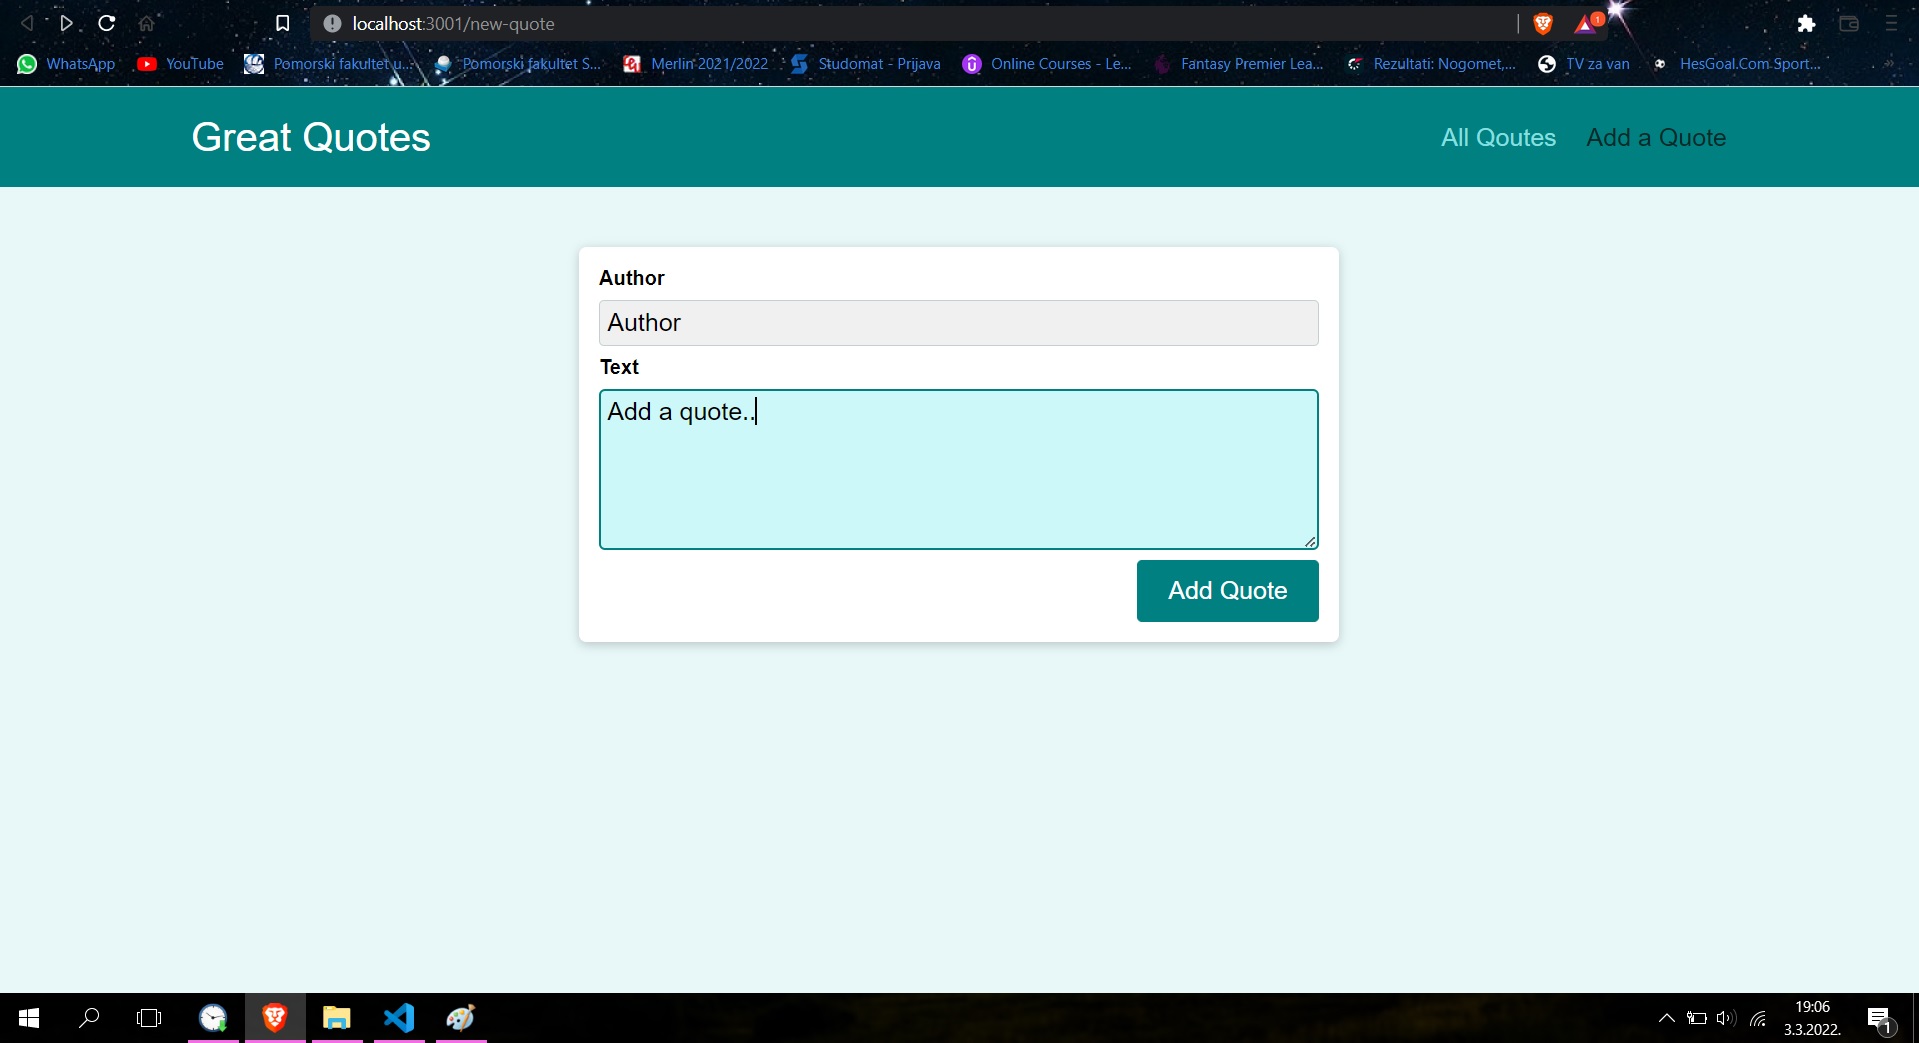 localhost:3001/new-quote
1
WhatsApp YouTube Pomorski fakultet u... Pomorski fakultet S... Merlin 2021/2022 Studomat - Prijava Online Courses - Le... Fantasy Premier Lea... Rezultati: Nogomet,... TV za van HesGoal.Com Sport...
Great Quotes All Qoutes Add a Quote
Author
Author
Text
Add a quote..
Add Quote
19:06
3.3.2022.
1